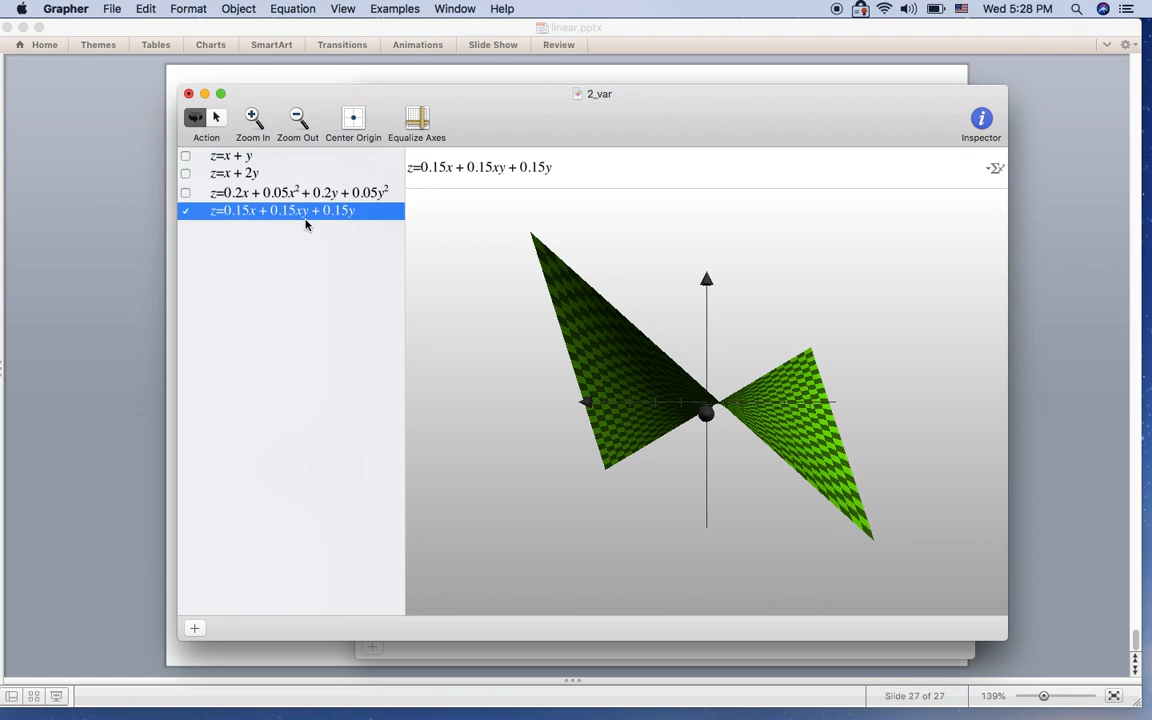 Grapher File Edit Format Object Equation View Examples Window Help Wed 5:28 PM
linear.pptx
Home Themes Tables Charts SmartArt Transitions Animations Slide Show Review
2_var
Action Zoom In Zoom Out Center Origin Equalize Axes Inspector
z=x + y
z=x + 2y
z=0.2x + 0.05x² + 0.2y + 0.05y²
z=0.15x + 0.15xy + 0.15y
z=0.15x + 0.15xy + 0.15y
Slide 27 of 27 139%